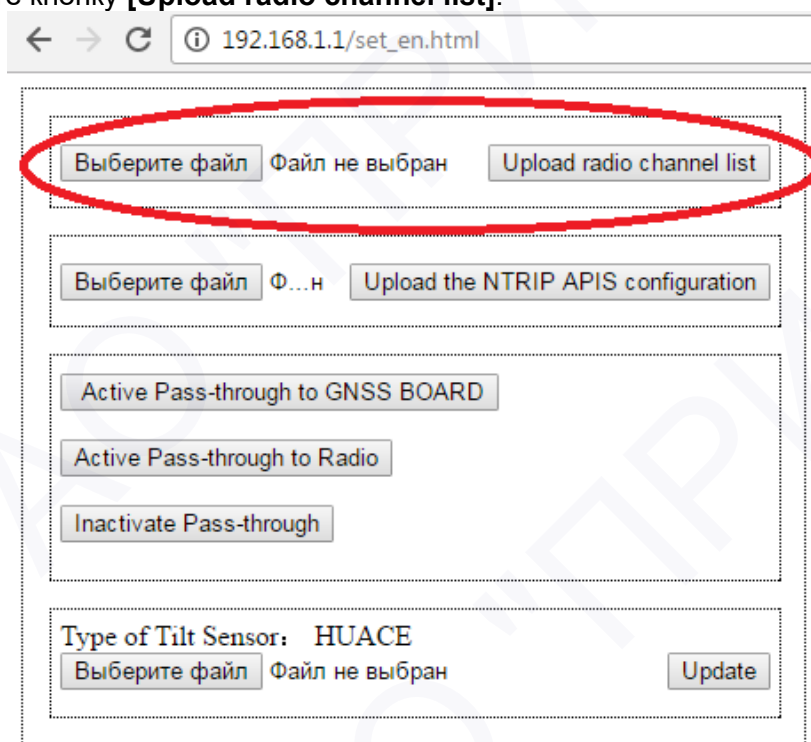 кнопку [Upload radio channel list].
192.168.1.1/set_en.html
Выберите файл Файл не выбран Upload radio channel list
Выберите файл Ф...н Upload the NTRIP APIS configuration
Active Pass-through to GNSS BOARD
Active Pass-through to Radio
Inactivate Pass-through
Type of Tilt Sensor： HUACE
Выберите файл Файл не выбран Update